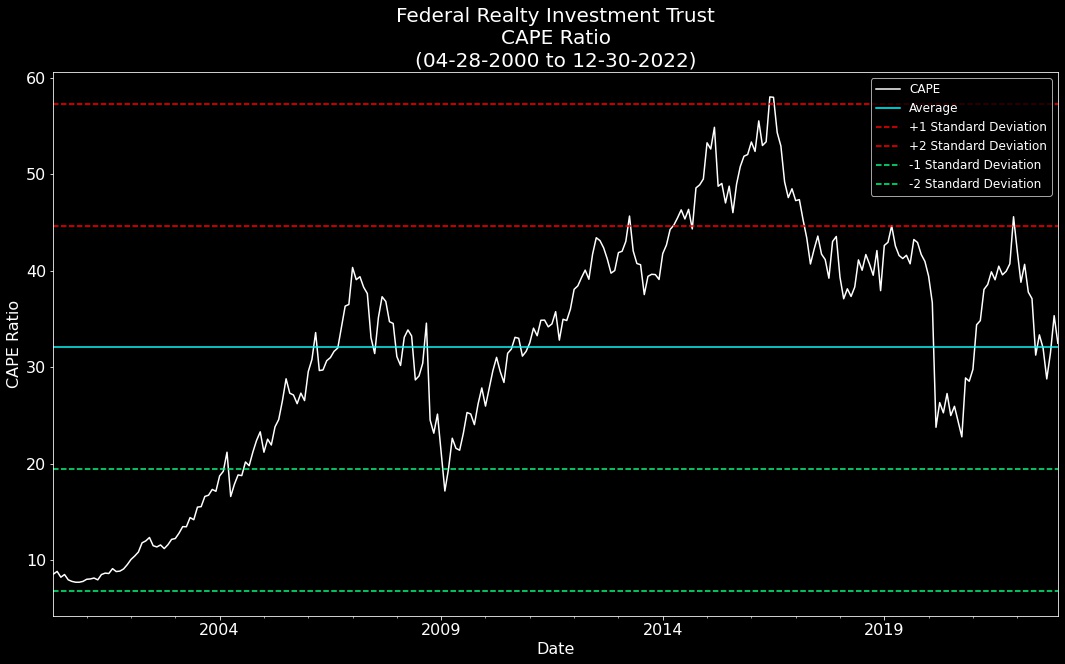 Federal Realty Investment Trust
CAPE Ratio
(04-28-2000 to 12-30-2022)
60
50
40
30
20
10
CAPE Ratio
CAPE
Average
+1 Standard Deviation
+2 Standard Deviation
-1 Standard Deviation
-2 Standard Deviation
2004
2009
2014
2019
Date